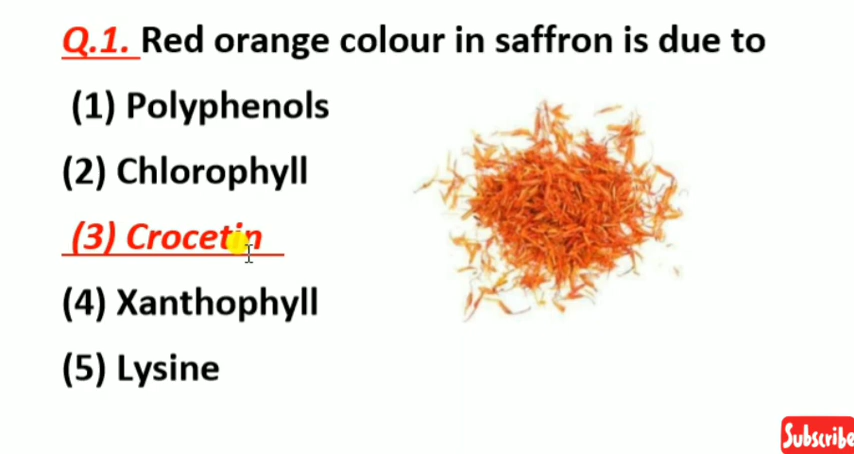 Q.1. Red orange colour in saffron is due to
(1) Polyphenols
(2) Chlorophyll
(3) Crocetin
(4) Xanthophyll
(5) Lysine
Subscribe